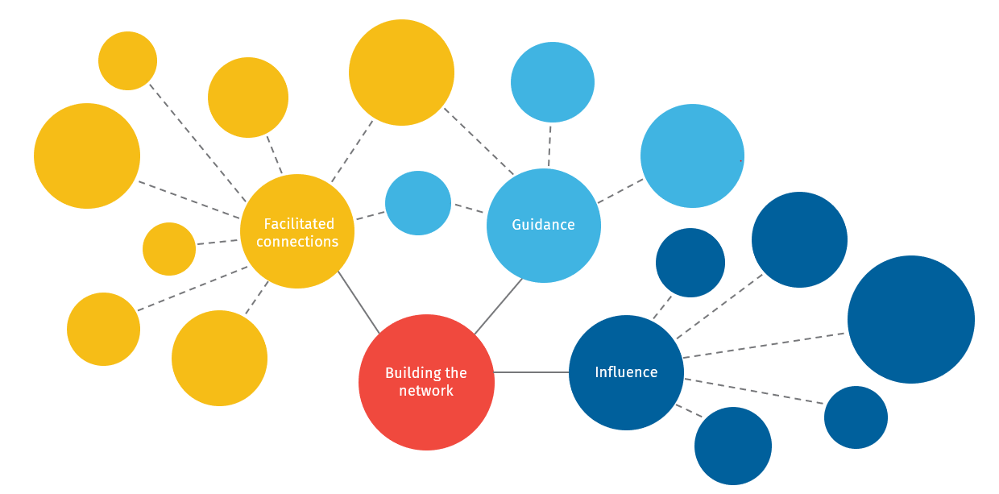 Facilitated
connections
Guidance
Building the
network
Influence